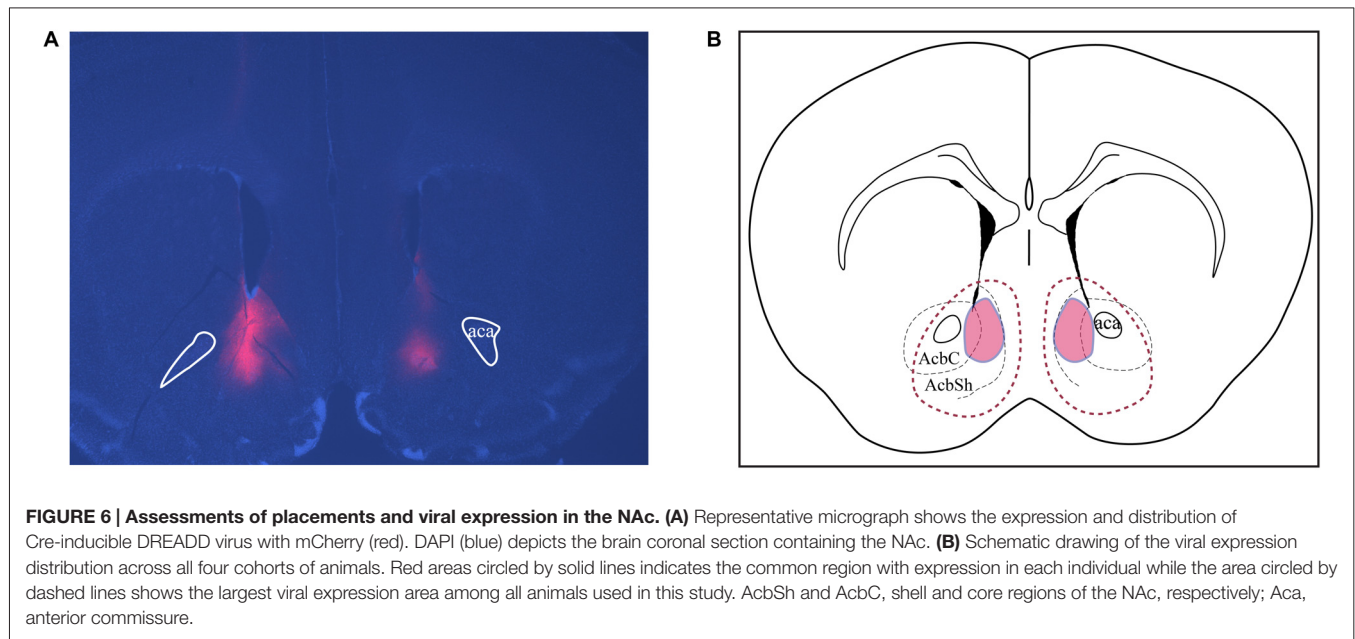 A
B
aca
aca
AcbC
AcbSh
FIGURE 6 | Assessments of placements and viral expression in the NAc. (A) Representative micrograph shows the expression and distribution of
Cre-inducible DREADD virus with mCherry (red). DAPI (blue) depicts the brain coronal section containing the NAc. (B) Schematic drawing of the viral expression
distribution across all four cohorts of animals. Red areas circled by solid lines indicates the common region with expression in each individual while the area circled by
dashed lines shows the largest viral expression area among all animals used in this study. AcbSh and AcbC, shell and core regions of the NAc, respectively; Aca,
anterior commissure.